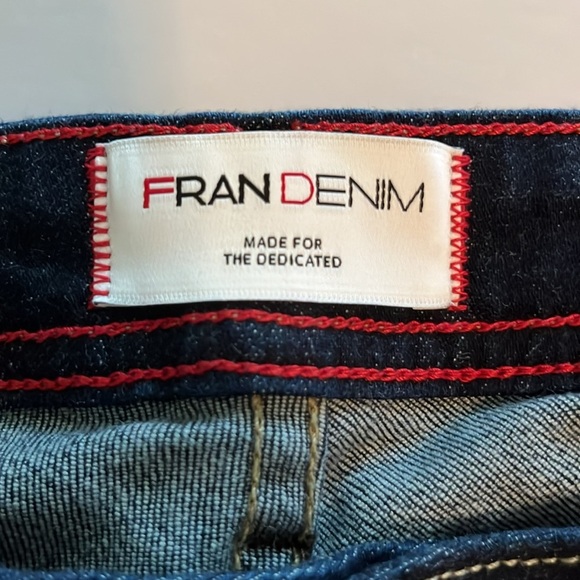 FRAN DENIM
MADE FOR
THE DEDICATED